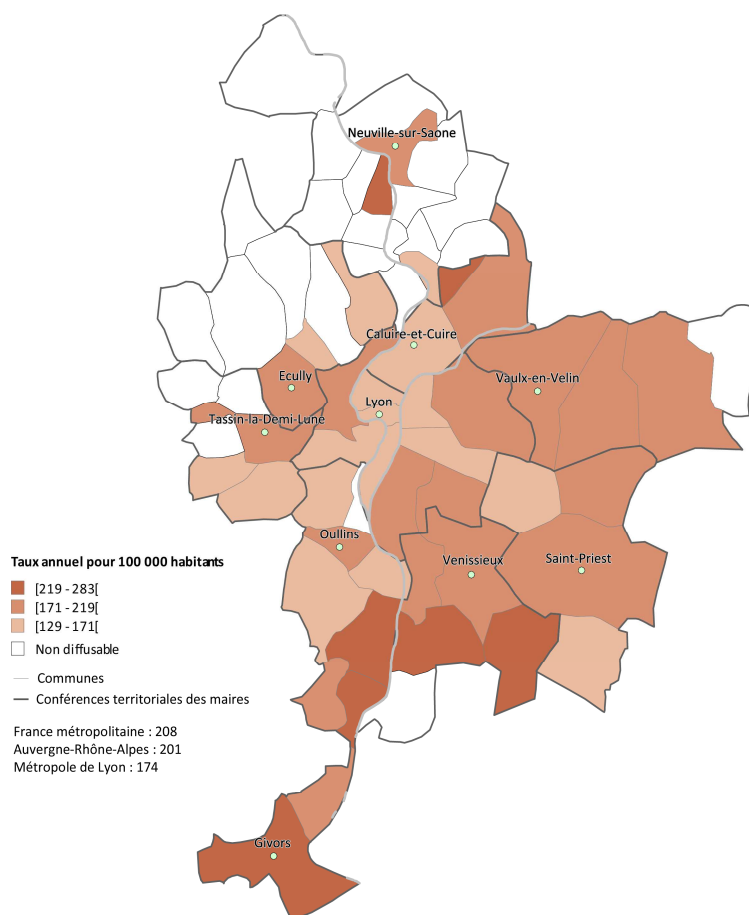 Neuville-sur-Saone
Caluire-et-Cuire
Ecully
Vaulx-en-Velin
Lyon
Tassin-la-Demi-Lune
Oullins
Venissieux
Saint-Priest
Taux annuel pour 100 000 habitants
[219 - 283[
[171 - 219[
[129 - 171[
Non diffusable
Communes
Conférences territoriales des maires
France métropolitaine : 208
Auvergne-Rhône-Alpes : 201
Métropole de Lyon : 174
Givors